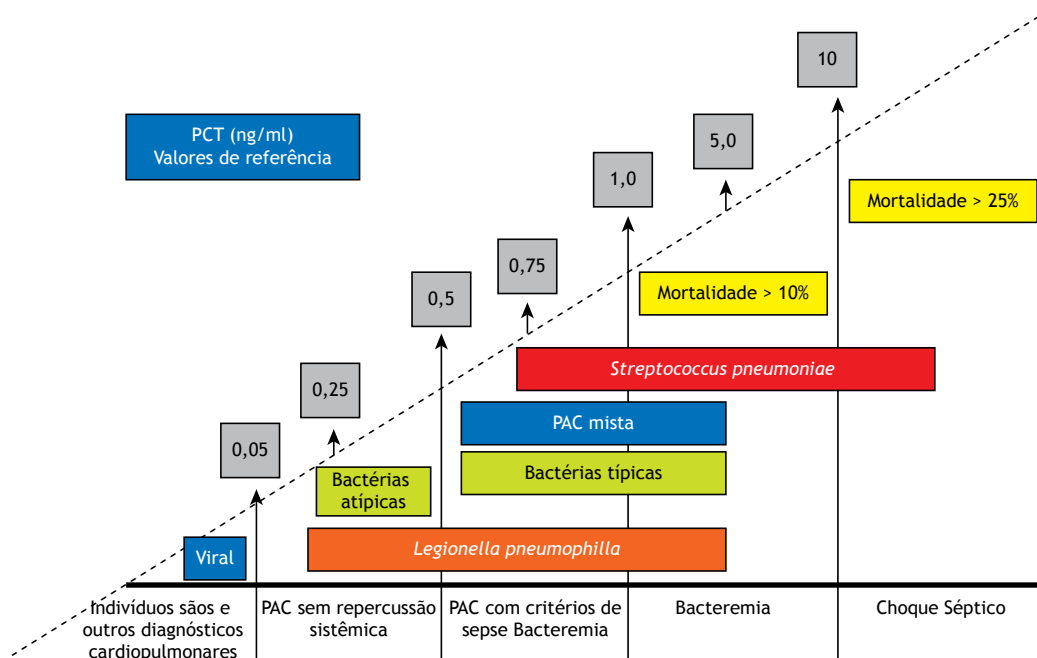 10
PCT (ng/ml)
Valores de referência
5,0
1,0
Mortalidade > 25%
0,75
0,5
Mortalidade > 10%
Streptococcus pneumoniae
0,25
PAC mista
0,05
Bactérias típicas
Bactérias
atípicas
Viral
Legionella pneumophilla
Indivíduos sãos e
outros diagnósticos
cardiopulmonares
PAC sem repercussão
sistêmica
PAC com critérios de
sepse Bacteremia
Bacteremia
Choque Séptico